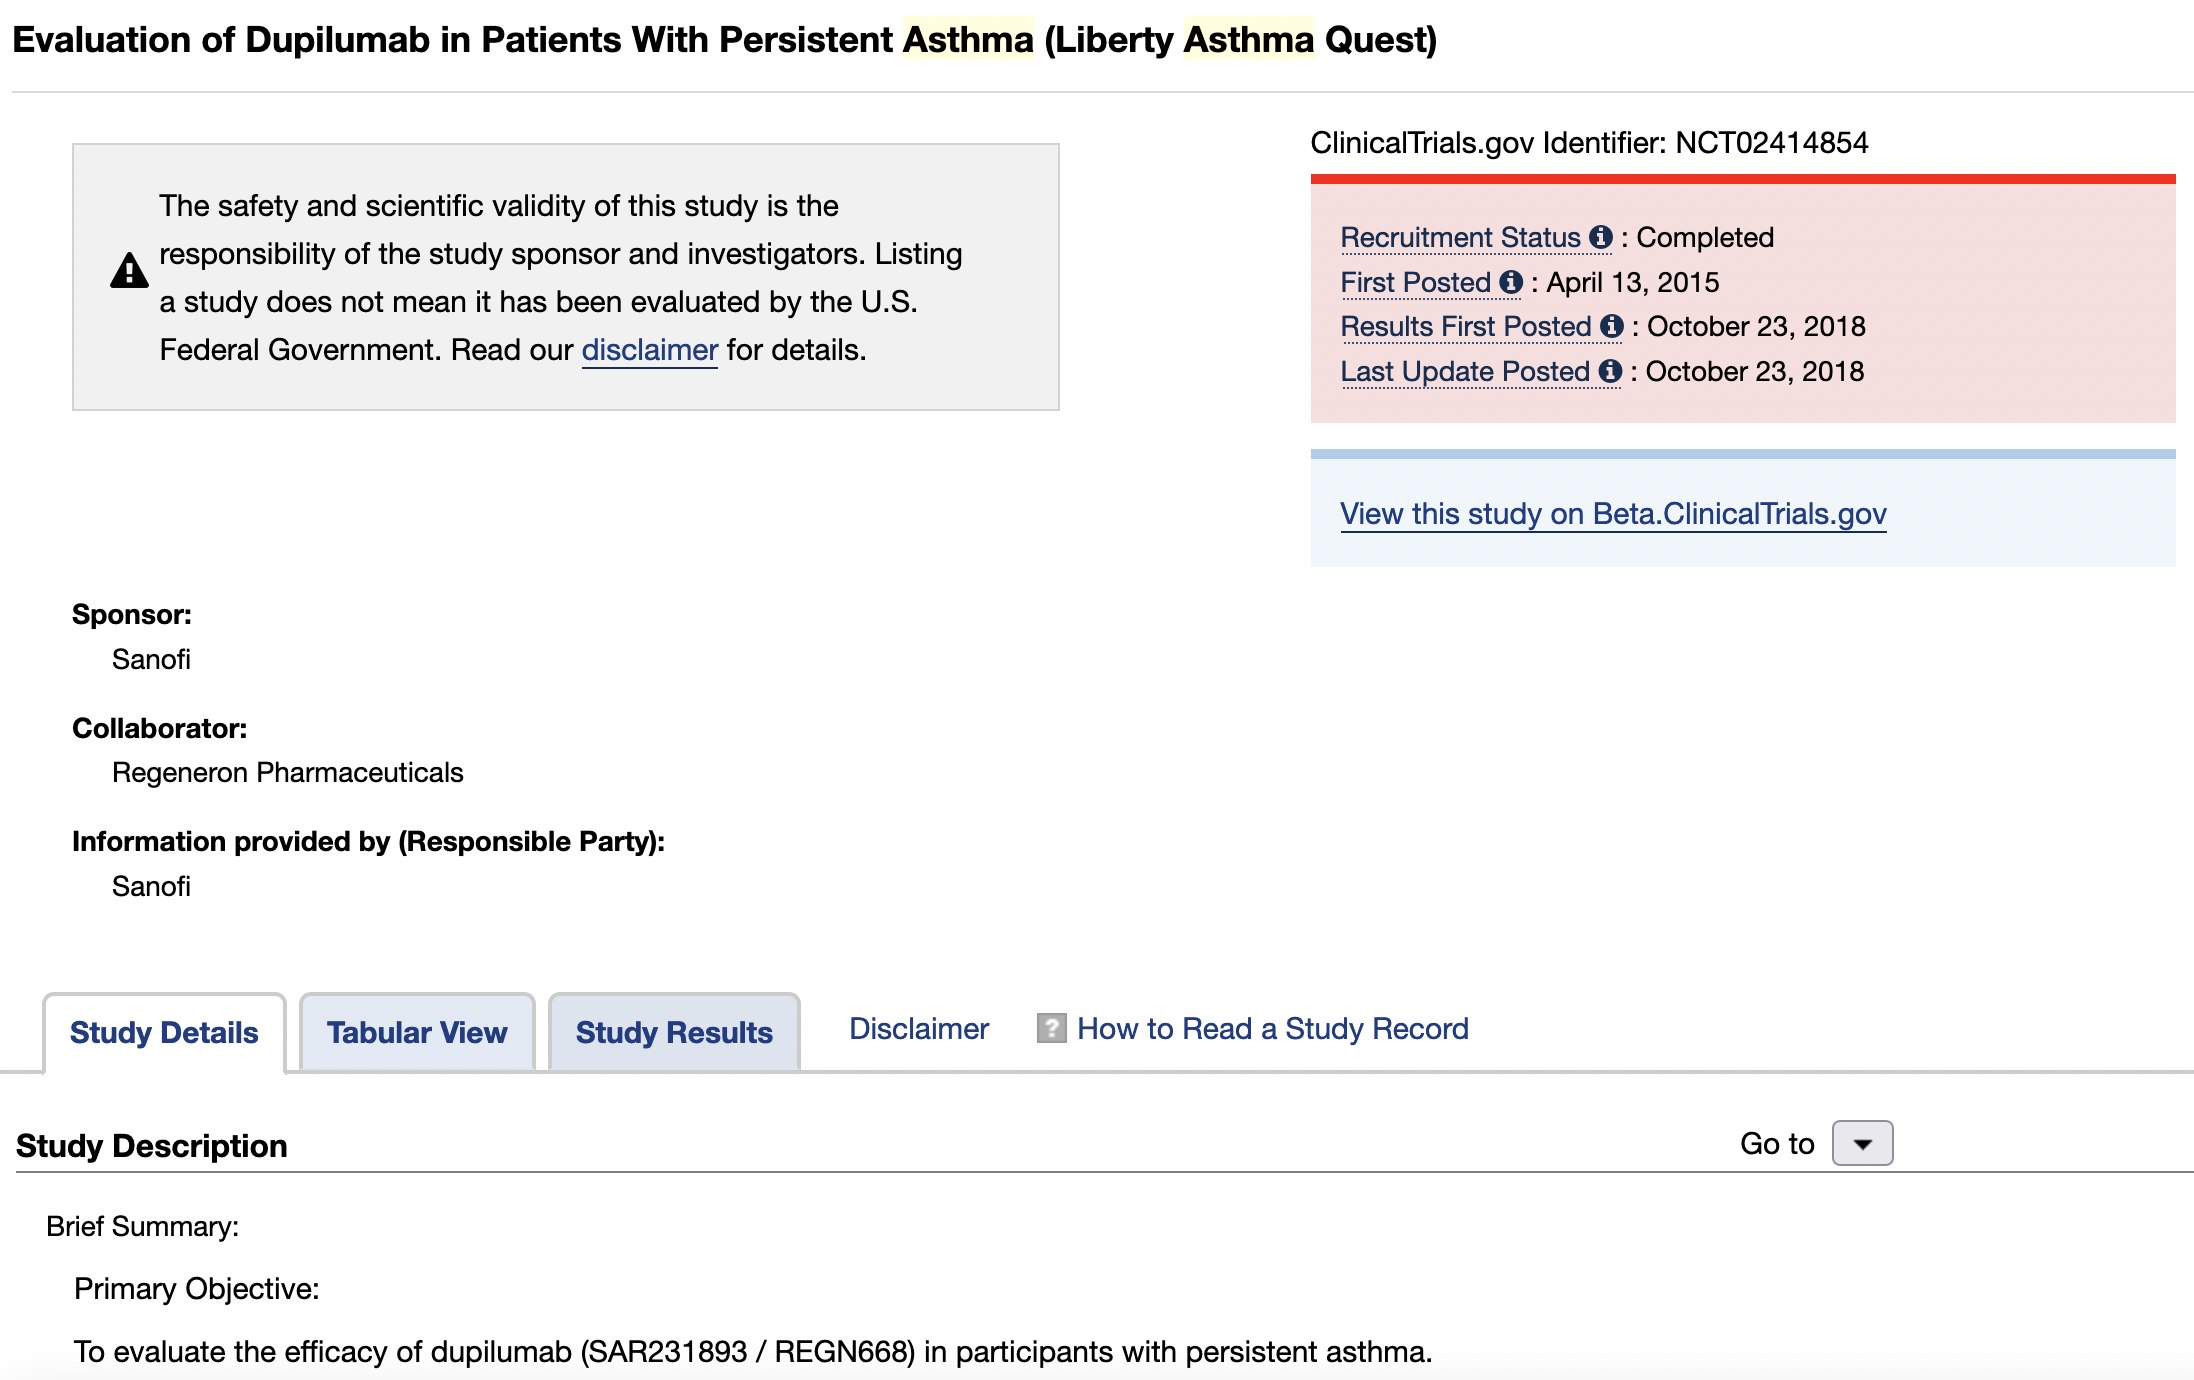 Evaluation of Dupilumab in Patients With Persistent Asthma (Liberty Asthma Quest)
The safety and scientific validity of this study is the
responsibility of the study sponsor and investigators. Listing
a study does not mean it has been evaluated by the U.S.
Federal Government. Read our disclaimer for details.
ClinicalTrials.gov Identifier: NCT02414854
Recruitment Status : Completed
First Posted : April 13, 2015
Results First Posted : October 23, 2018
Last Update Posted : October 23, 2018
View this study on Beta.ClinicalTrials.gov
Sponsor:
Sanofi
Collaborator:
Regeneron Pharmaceuticals
Information provided by (Responsible Party):
Sanofi
Study Details Tabular View Study Results Disclaimer ? How to Read a Study Record
Study Description Go to
Brief Summary:
Primary Objective:
To evaluate the efficacy of dupilumab (SAR231893 / REGN668) in participants with persistent asthma.